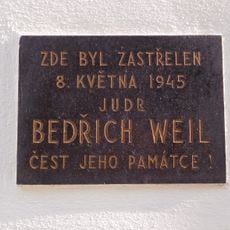 ZDE BYL ZASTŘELEN
8. KVĚTNA 1945
JUDR
BEDŘICH WEIL
ČEST JEHO PAMÁTCE !